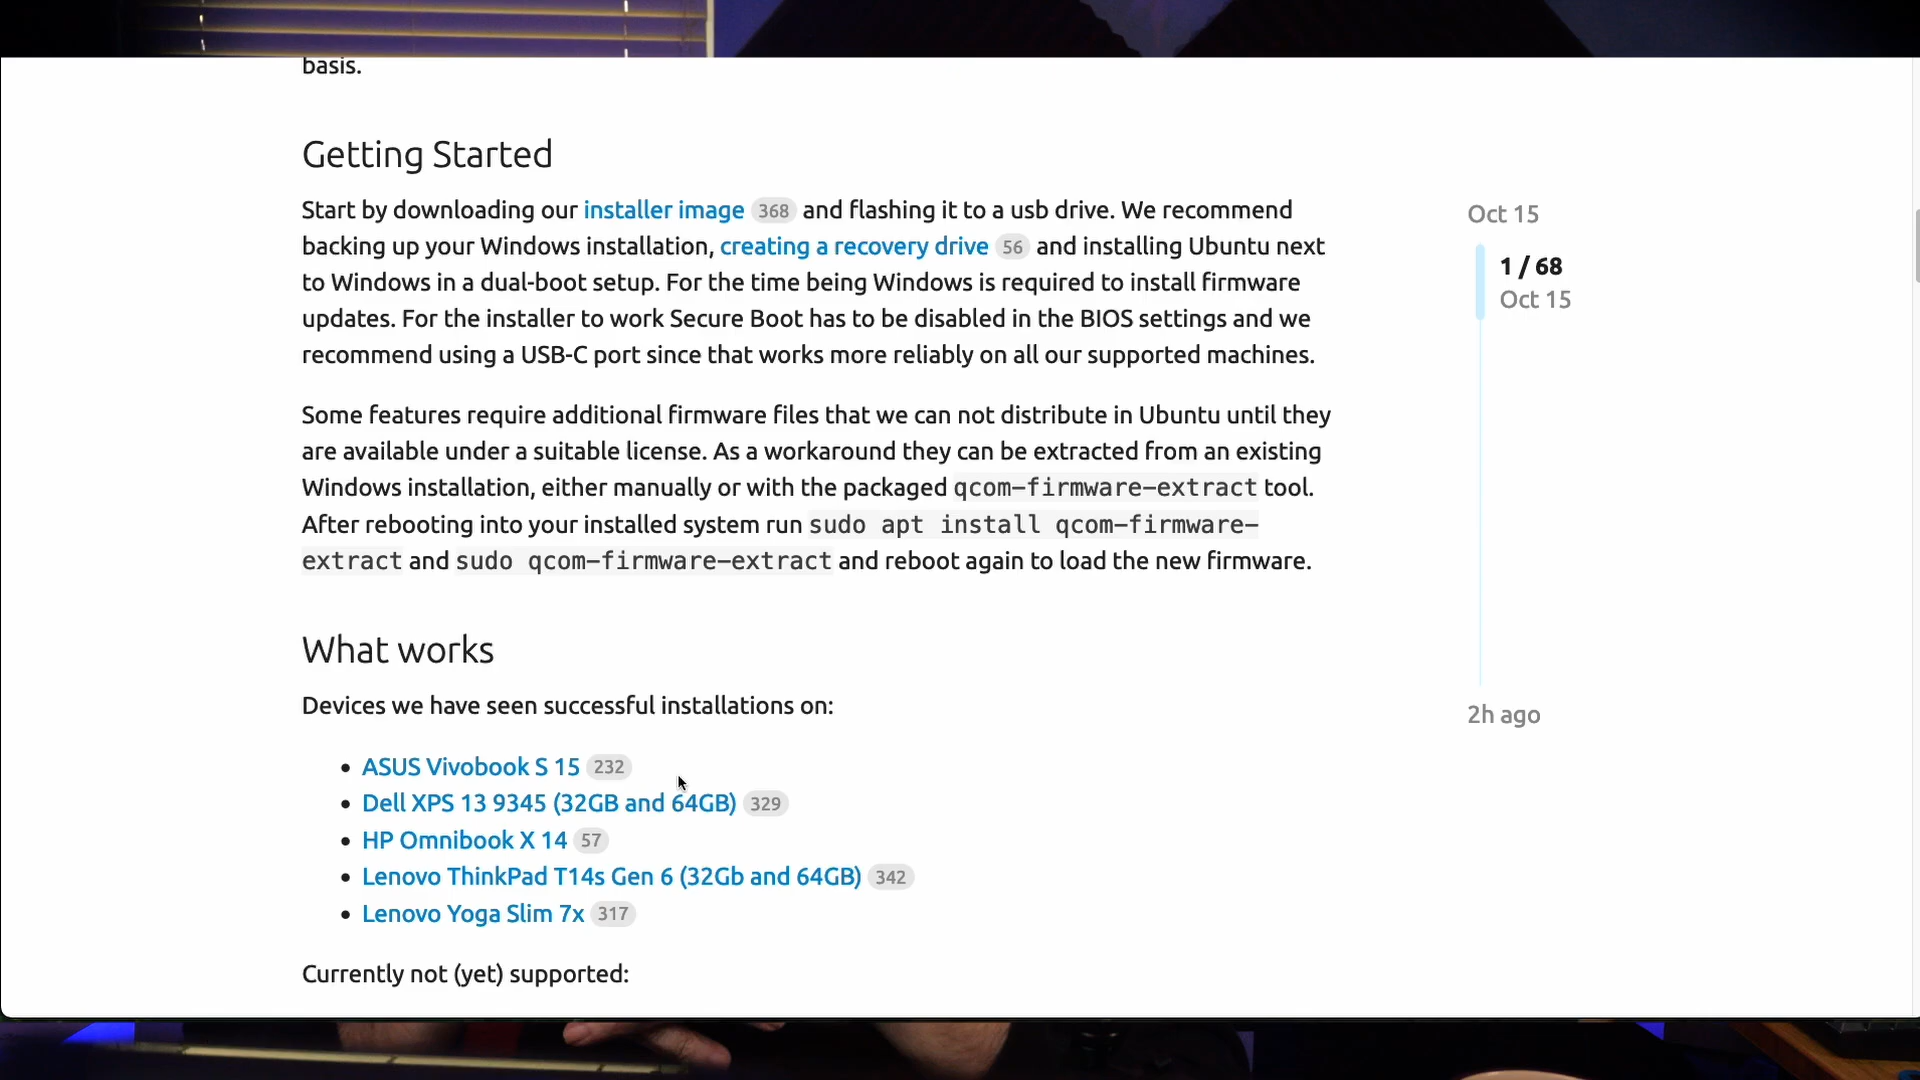 basis.
Getting Started
Start by downloading our installer image 368 and flashing it to a usb drive. We recommend
backing up your Windows installation, creating a recovery drive 56 and installing Ubuntu next
to Windows in a dual-boot setup. For the time being Windows is required to install firmware
updates. For the installer to work Secure Boot has to be disabled in the BIOS settings and we
recommend using a USB-C port since that works more reliably on all our supported machines.
Some features require additional firmware files that we can not distribute in Ubuntu until they
are available under a suitable license. As a workaround they can be extracted from an existing
Windows installation, either manually or with the packaged qcom-firmware-extract tool.
After rebooting into your installed system run sudo apt install qcom-firmware-
extract and sudo qcom-firmware-extract and reboot again to load the new firmware.
What works
Devices we have seen successful installations on:
• ASUS Vivobook S 15 232
• Dell XPS 13 9345 (32GB and 64GB) 329
• HP Omnibook X 14 57
• Lenovo ThinkPad T14s Gen 6 (32Gb and 64GB) 342
• Lenovo Yoga Slim 7x 317
Currently not (yet) supported:
Oct 15
1 / 68
Oct 15
2h ago